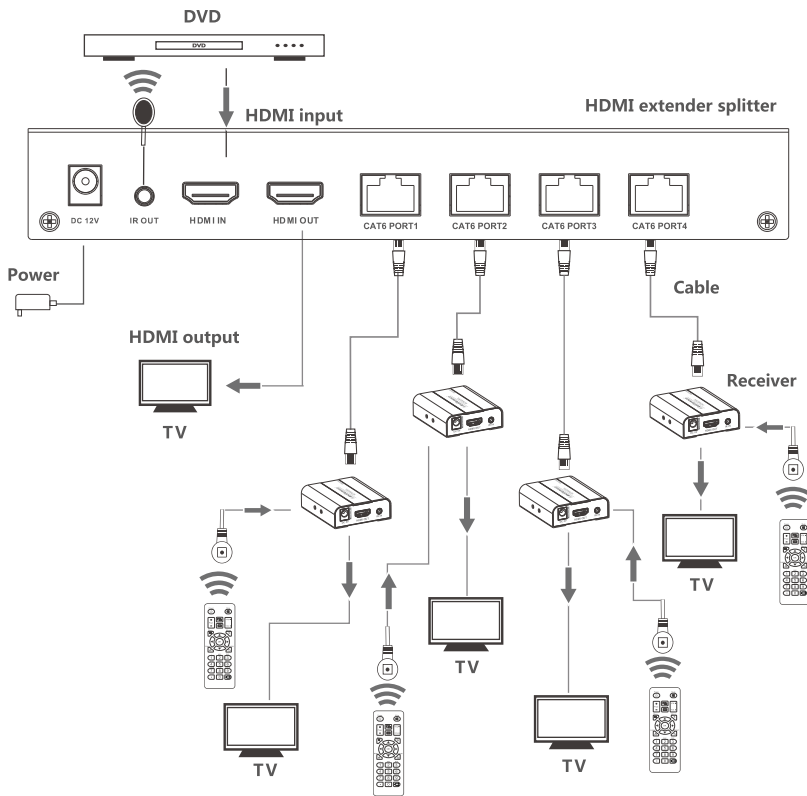 DVD
DVD
HDMI input
HDMI extender splitter
DC 12V
IR OUT
HDMI IN
HDMI OUT
CAT6 PORT1
CAT6 PORT2
CAT6 PORT3
CAT6 PORT4
Power
Cable
HDMI output
Receiver
TV
TV
TV
TV
TV